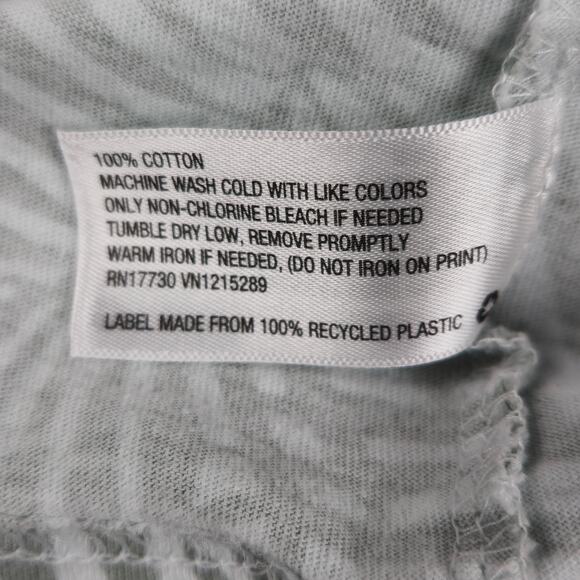 100% COTTON
MACHINE WASH COLD WITH LIKE COLORS
ONLY NON-CHLORINE BLEACH IF NEEDED
TUMBLE DRY LOW, REMOVE PROMPTLY
WARM IRON IF NEEDED, (DO NOT IRON ON PRINT)
RN17730 VN1215289
LABEL MADE FROM 100% RECYCLED PLASTIC